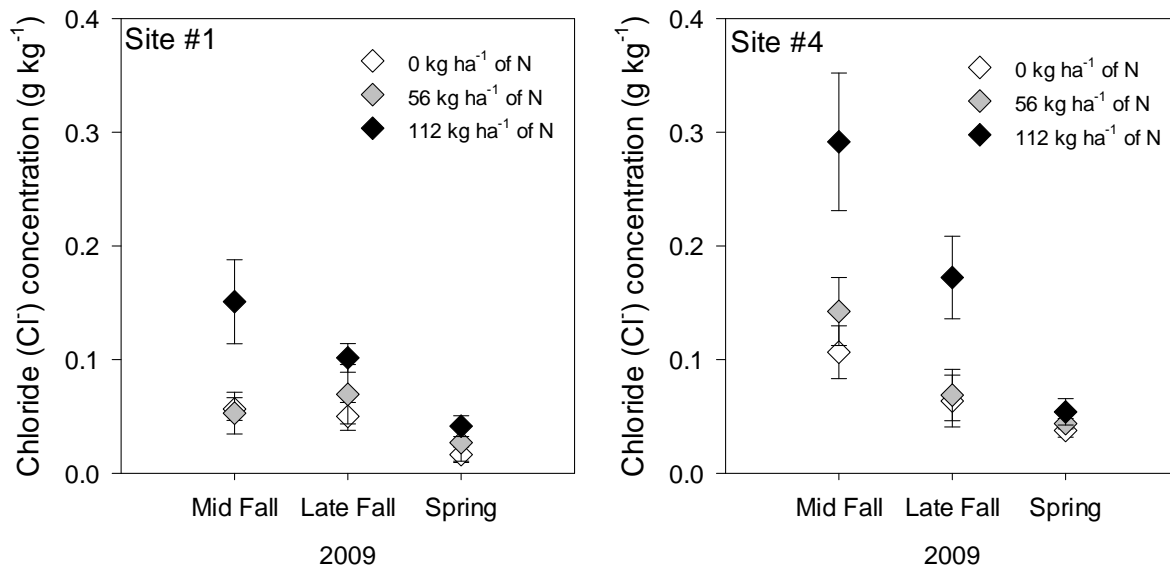 Site #1
0 kg ha⁻¹ of N
56 kg ha⁻¹ of N
112 kg ha⁻¹ of N
Chloride (Cl⁻) concentration (g kg⁻¹)
0.4
0.3
0.2
0.1
0.0
Mid Fall Late Fall Spring
2009
Site #4
0 kg ha⁻¹ of N
56 kg ha⁻¹ of N
112 kg ha⁻¹ of N
Chloride (Cl⁻) concentration (g kg⁻¹)
0.4
0.3
0.2
0.1
0.0
Mid Fall Late Fall Spring
2009